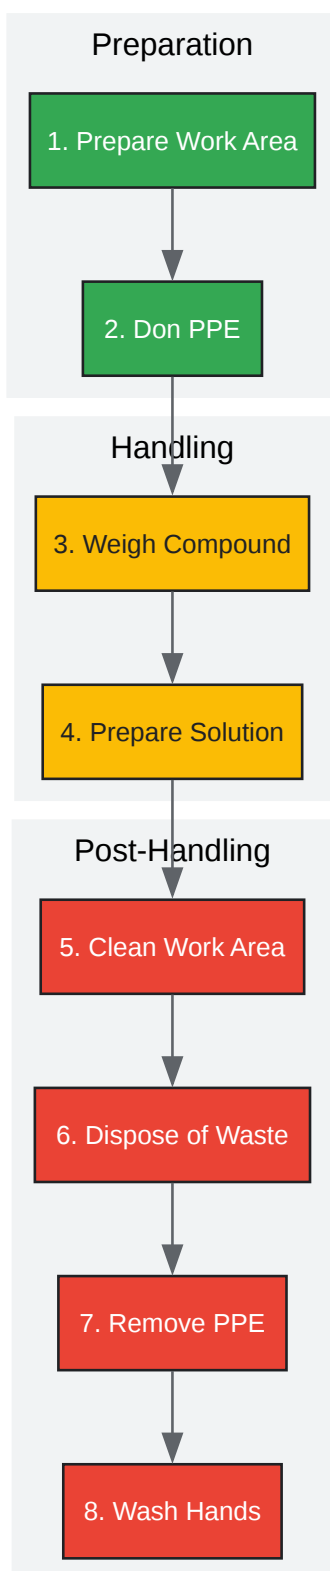 Preparation
1. Prepare Work Area
2. Don PPE
Handling
3. Weigh Compound
4. Prepare Solution
Post-Handling
5. Clean Work Area
6. Dispose of Waste
7. Remove PPE
8. Wash Hands